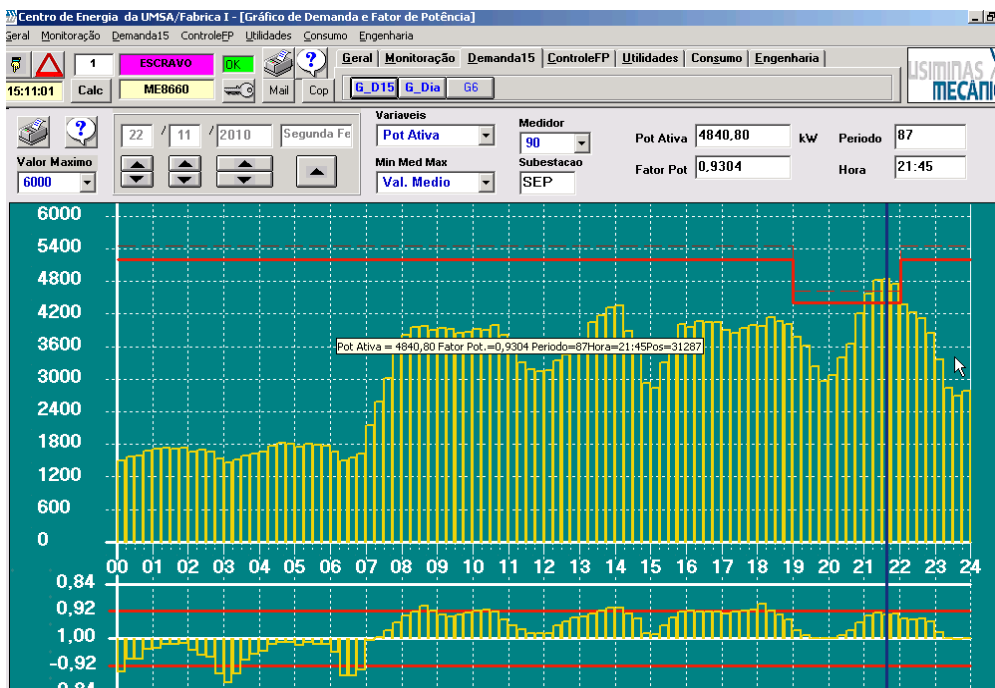 Centro de Energia da UMSA/Fabrica I - [Gráfico de Demanda e Fator de Potência]
Geral Monitoração Demanda15 ControleFP Utilidades Consumo Engenharia
1 ESCRAVO OK ? Geral Monitoração Demanda15 ControleFP Utilidades Consumo Engenharia
15:11:01 Calc ME8660 Mail Cop G_D15 G_Dia G6
USIMINAS
MECÂNI
? 22 / 11 / 2010 Segunda Fe
Variaveis
Pot Ativa
Medidor
90
Pot Ativa 4840,80 kW Periodo 87
Valor Maximo
6000
Min Med Max
Val. Medio
Subestacao
SEP
Fator Pot 0,9304 Hora 21:45
6000
5400
4800
4200
3600
Pot Ativa = 4840,80 Fator Pot.=0,9304 Periodo=87Hora=21:45Pos=31287
3000
2400
1800
1200
600
0
00 01 02 03 04 05 06 07 08 09 10 11 12 13 14 15 16 17 18 19 20 21 22 23 24
0,84
0,92
1,00
-0,92
-0,84